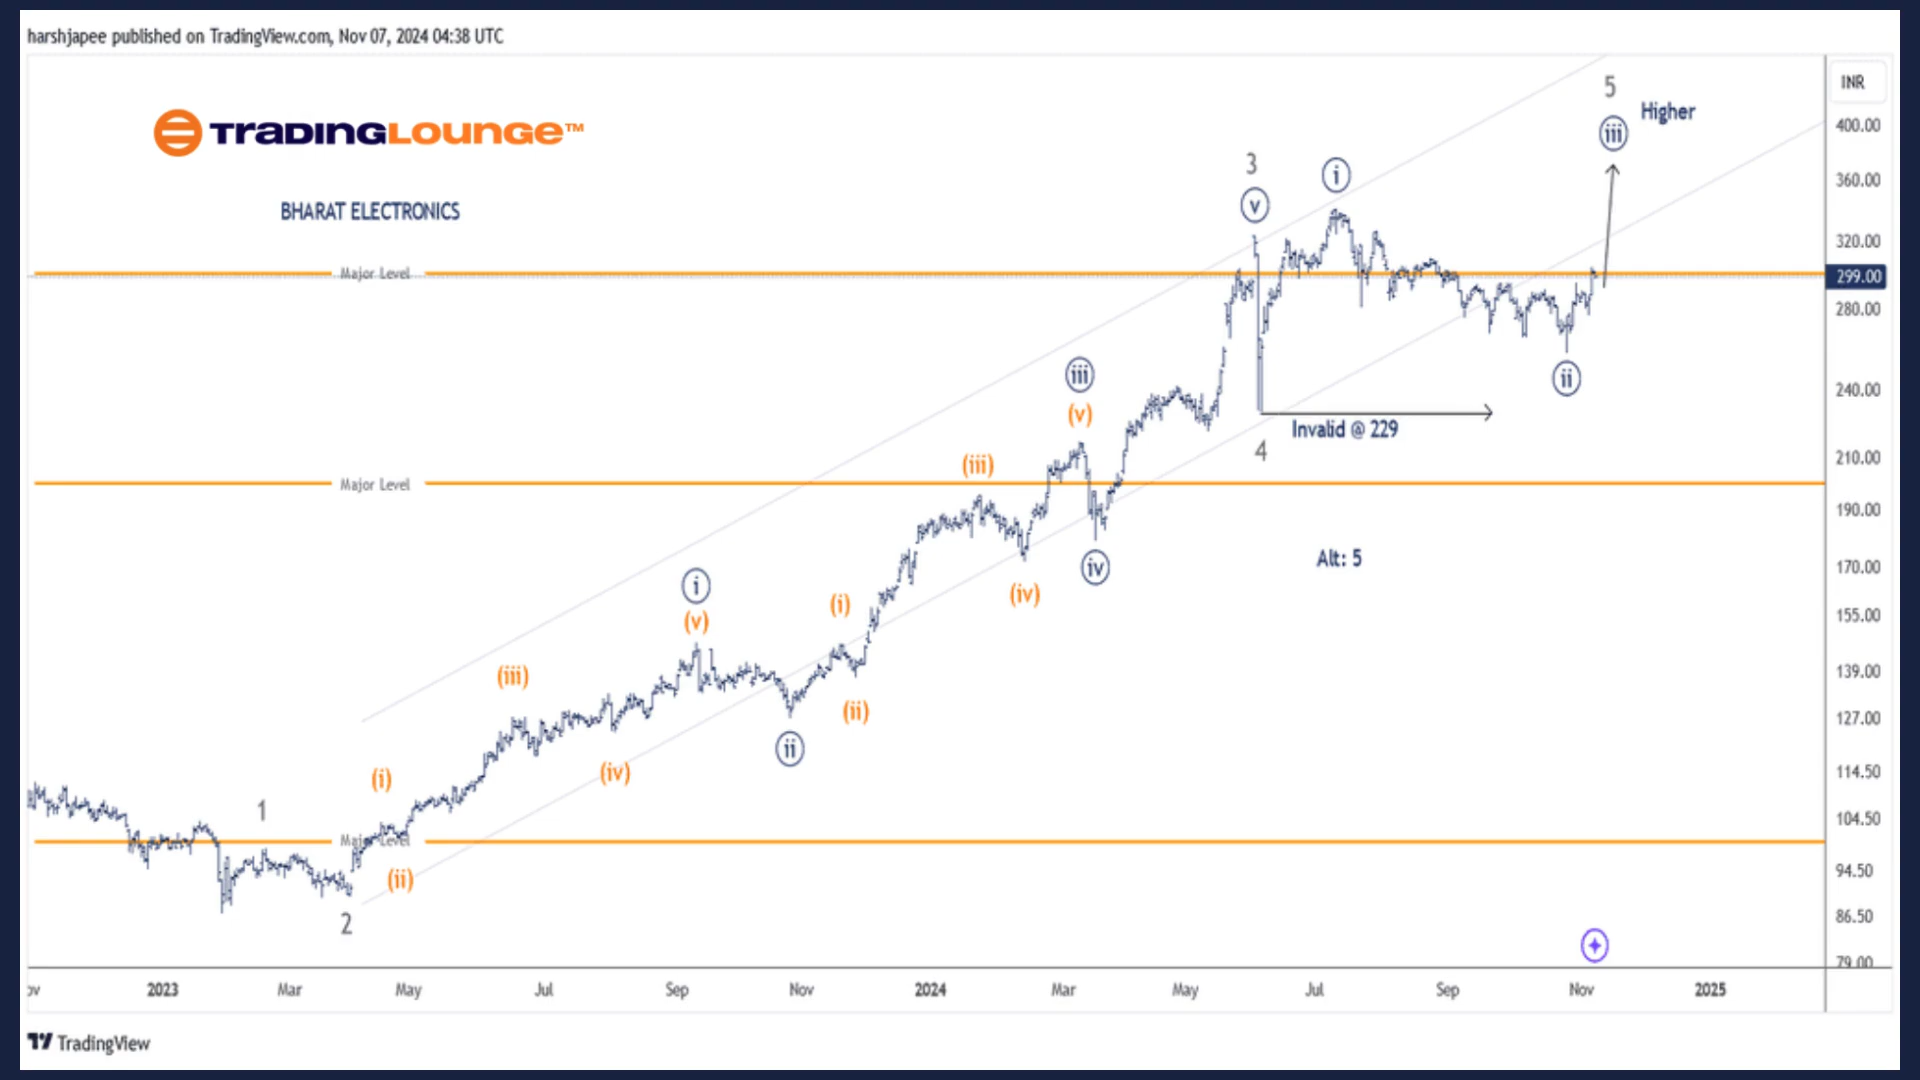 harshjapee published on TradingView.com, Nov 07, 2024 04:38 UTC
TRADINGLOUNGE™
BHARAT ELECTRONICS
INR
5
Higher
iii
400.00
360.00
320.00
299.00
280.00
240.00
210.00
190.00
170.00
155.00
139.00
127.00
114.50
104.50
94.50
86.50
79.00
3
v
i
Major Level
iii
(v)
ii
Invalid @ 229
4
(iii)
Major Level
iv
Alt: 5
i
(v)
(i)
(iv)
(iii)
(ii)
ii
(iv)
(i)
1
Major Level
(ii)
2
ov
2023
Mar
May
Jul
Sep
Nov
2024
Mar
May
Jul
Sep
Nov
2025
TradingView